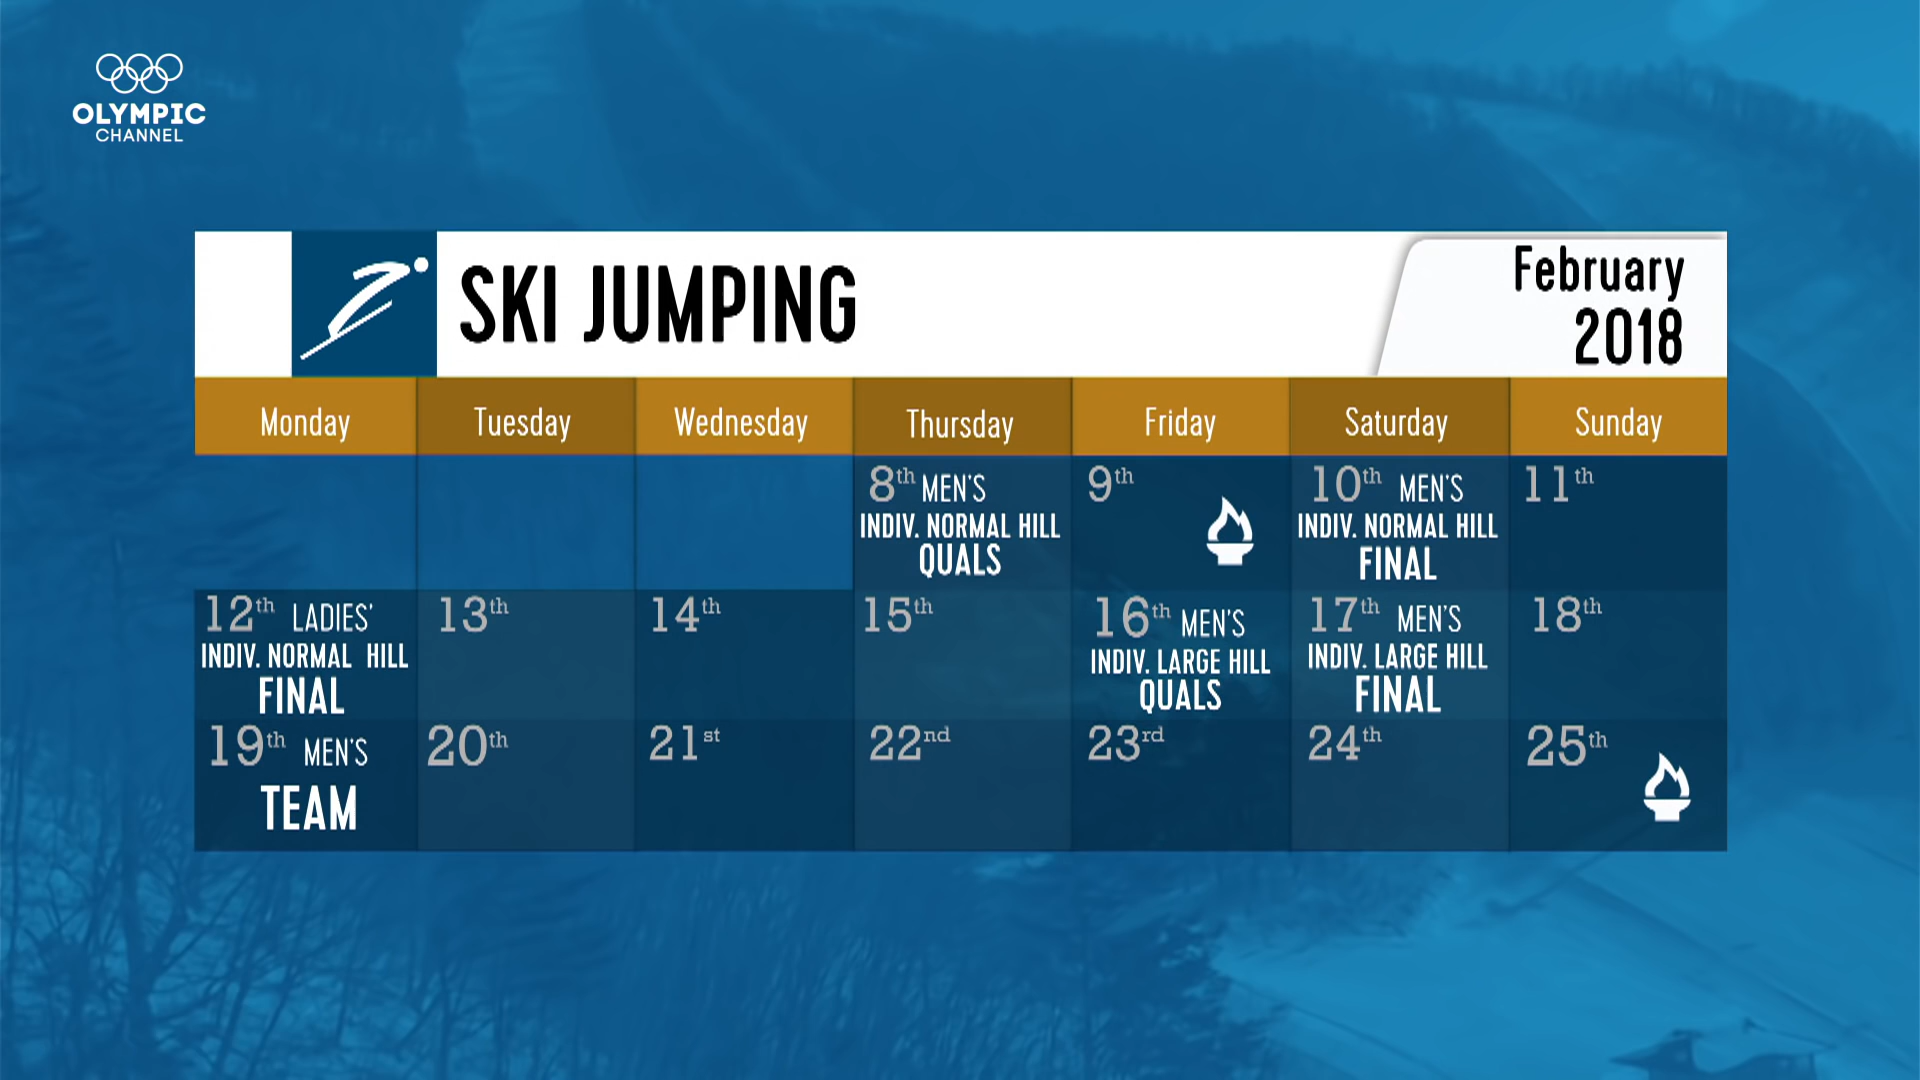 OLYMPIC
CHANNEL
SKI JUMPING
February
2018
Monday Tuesday Wednesday Thursday Friday Saturday Sunday
8th MEN'S
INDIV. NORMAL HILL
QUALS
9th
10th MEN'S
INDIV. NORMAL HILL
FINAL
11th
12th LADIES'
INDIV. NORMAL HILL
FINAL
13th
14th
15th
16th MEN'S
INDIV. LARGE HILL
QUALS
17th MEN'S
INDIV. LARGE HILL
FINAL
18th
19th MEN'S
TEAM
20th
21st
22nd
23rd
24th
25th